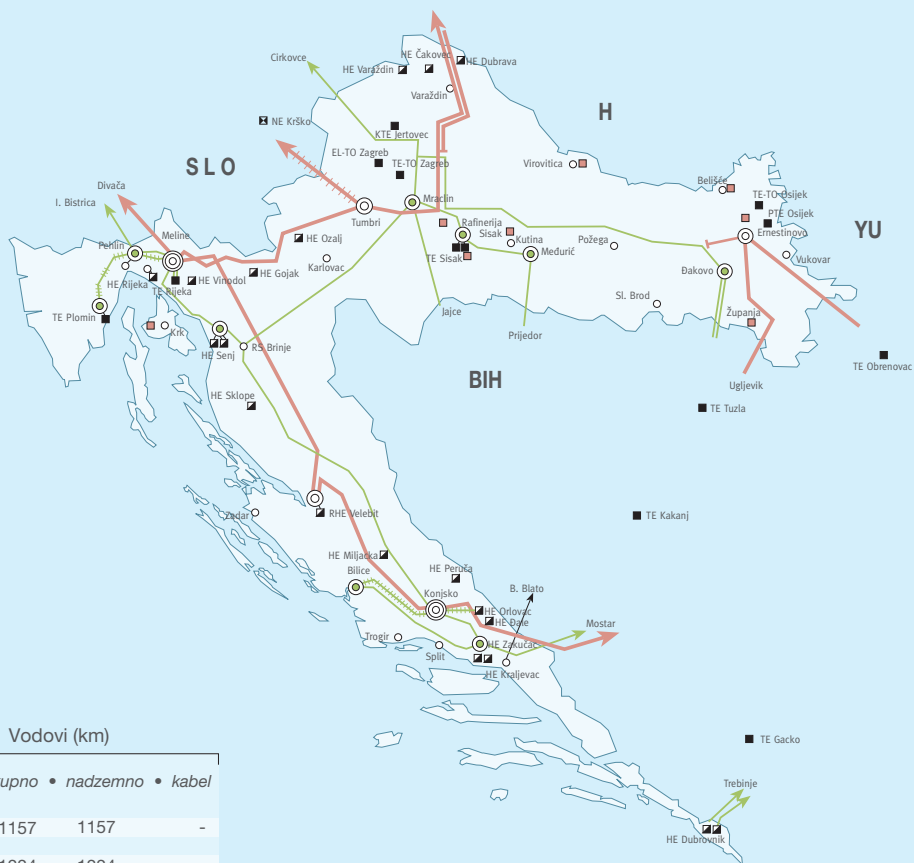 Cirkovce
HE Čakovec
HE Varaždin
HE Dubrava
Varaždin
H
NE Krško
KTE Jertovec
EL-TO Zagreb
TE-TO Zagreb
SLO
Virovitica
Belišće
TE-TO Osijek
PTE Osijek
Divača
I. Bistrica
Mraclin
Meline
Tumbri
Rafinerija
Sisak
Kutina
Požega
Ernestinovo
YU
Pehlin
HE Ozalj
TE Sisak
Međurić
Vukovar
Karlovac
HE Gojak
HE Vinodol
HE Rijeka
TE Rijeka
Đakovo
Sl. Brod
Županja
TE Plomin
Krk
Jajce
Prijedor
RS Brinje
HE Senj
BIH
Ugljevik
TE Obrenovac
HE Sklope
TE Tuzla
Zadar
RHE Velebit
TE Kakanj
HE Miljacka
HE Peruča
Bilice
B. Blato
Konjsko
HE Orlovac
HE Đale
Mostar
Trogir
HE Zakučac
Split
HE Kraljevac
Vodovi (km)
TE Gacko
upno • nadzemno • kabel
Trebinje
1157 1157 -
HE Dubrovnik